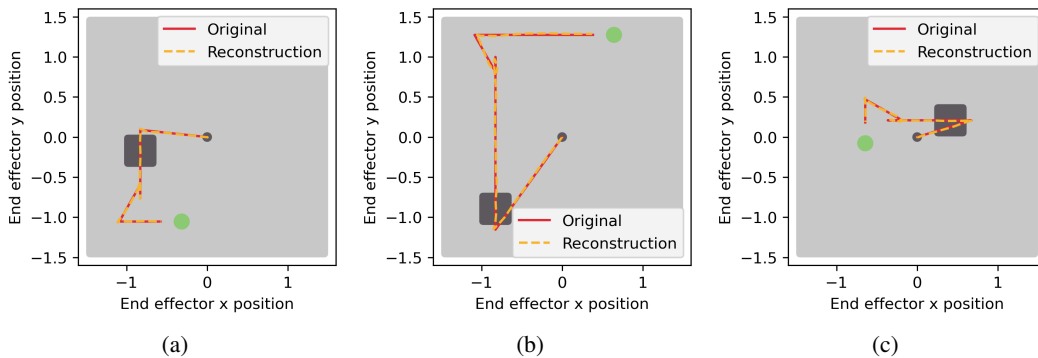 1.5
1.0
0.5
0.0
−0.5
−1.0
−1.5
−1
0
1
End effector y position
End effector x position
Original
Reconstruction
(a)
1.5
1.0
0.5
0.0
−0.5
−1.0
−1.5
−1
0
1
End effector y position
End effector x position
Original
Reconstruction
(b)
1.5
1.0
0.5
0.0
−0.5
−1.0
−1.5
−1
0
1
End effector y position
End effector x position
Original
Reconstruction
(c)